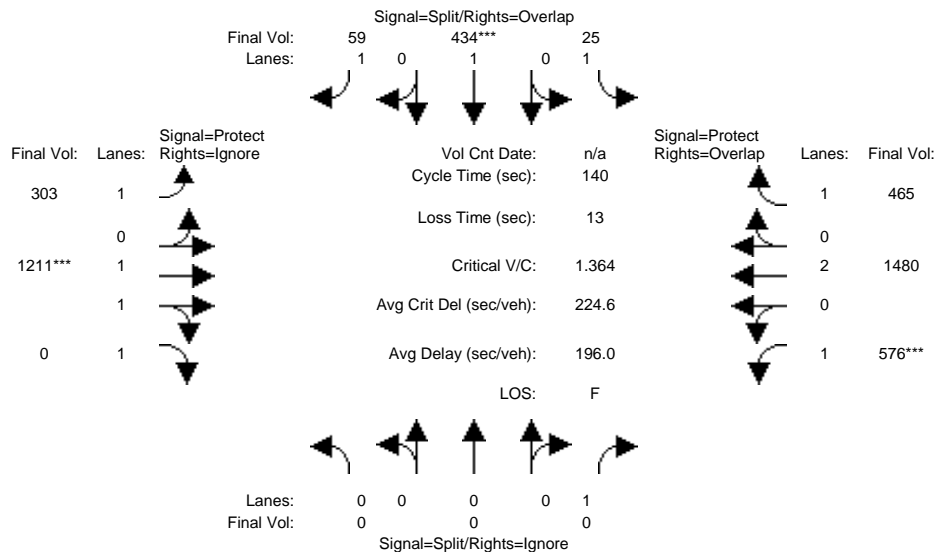 Signal=Split/Rights=Overlap
Final Vol: 59 434*** 25
Lanes: 1 0 1 0 1
Signal=Protect Signal=Protect
Final Vol: Lanes: Rights=Ignore Vol Cnt Date: n/a Rights=Overlap Lanes: Final Vol:
Cycle Time (sec): 140
303 1 1 465
Loss Time (sec): 13
0 0
1211*** 1 Critical V/C: 1.364 2 1480
1 Avg Crit Del (sec/veh): 224.6 0
0 1 Avg Delay (sec/veh): 196.0 1 576***
LOS: F
Lanes: 0 0 0 0 1
Final Vol: 0 0 0
Signal=Split/Rights=Ignore